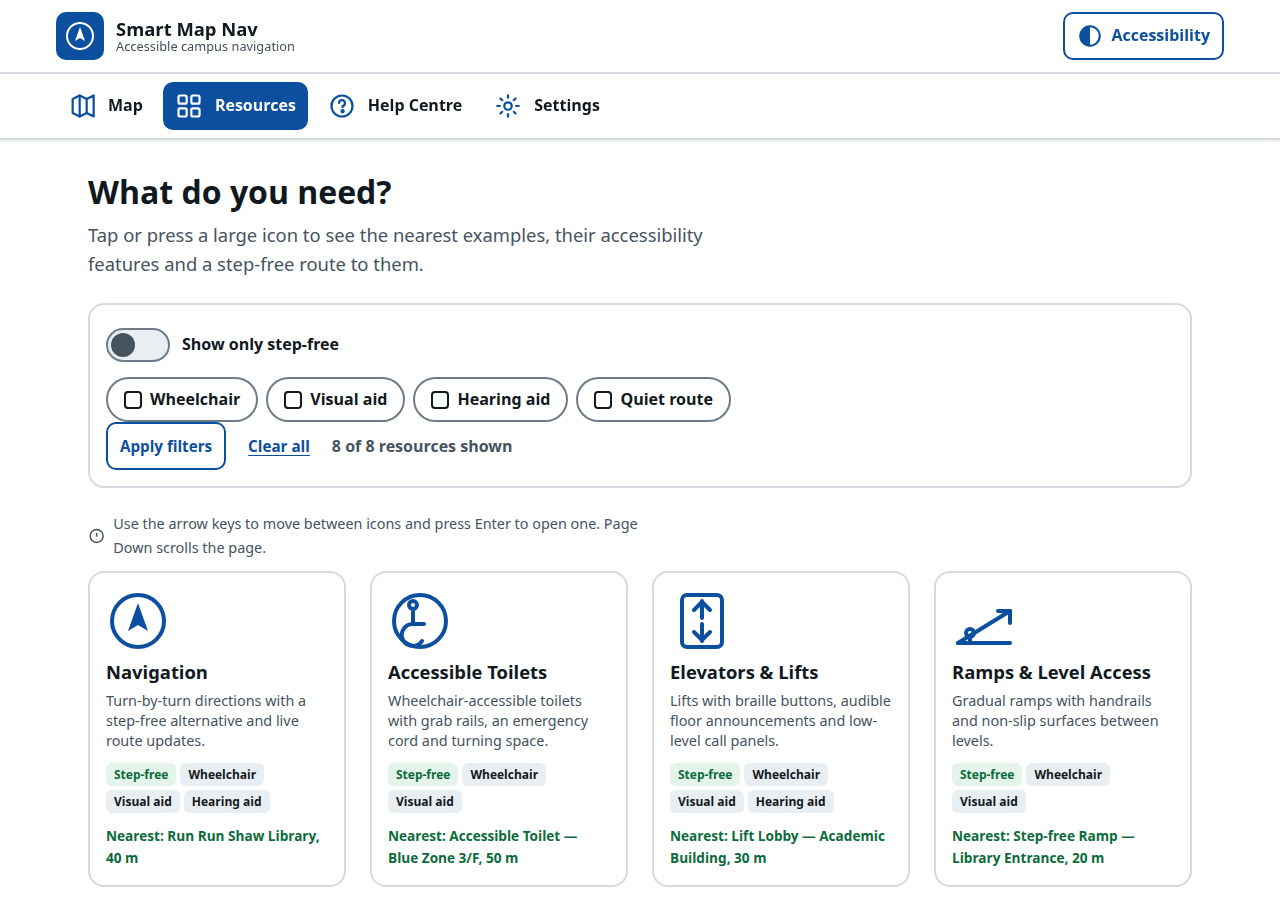 Smart Map Nav
Accessible campus navigation
Accessibility
Map
Resources
Help Centre
Settings
What do you need?
Tap or press a large icon to see the nearest examples, their accessibility
features and a step-free route to them.
Show only step-free
Wheelchair
Visual aid
Hearing aid
Quiet route
Apply filters
Clear all
8 of 8 resources shown
Use the arrow keys to move between icons and press Enter to open one. Page
Down scrolls the page.
Navigation
Turn-by-turn directions with a
step-free alternative and live
route updates.
Step-free
Wheelchair
Visual aid
Hearing aid
Nearest: Run Run Shaw Library,
40 m
Accessible Toilets
Wheelchair-accessible toilets
with grab rails, an emergency
cord and turning space.
Step-free
Wheelchair
Visual aid
Nearest: Accessible Toilet —
Blue Zone 3/F, 50 m
Elevators & Lifts
Lifts with braille buttons, audible
floor announcements and low-
level call panels.
Step-free
Wheelchair
Visual aid
Hearing aid
Nearest: Lift Lobby — Academic
Building, 30 m
Ramps & Level Access
Gradual ramps with handrails
and non-slip surfaces between
levels.
Step-free
Wheelchair
Visual aid
Nearest: Step-free Ramp —
Library Entrance, 20 m